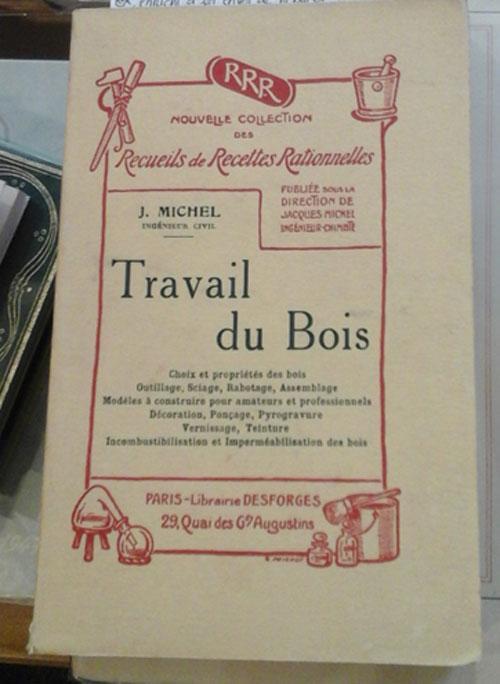 RRR
NOUVELLE COLLECTION
DES
Recueils de Recettes Rationnelles
PUBLIÉE SOUS LA
DIRECTION DE
JACQUES MICHEL
INGÉNIEUR-CHIMISTE
J. MICHEL
INGÉNIEUR CIVIL
Travail
du Bois
Choix et propriétés des bois
Outillage, Sciage, Rabotage, Assemblage
Modèles à construire pour amateurs et professionnels
Décoration, Ponçage, Pyrogravure
Vernissage, Teinture
Incombustibilisation et Imperméabilisation des bois
PARIS-Librairie DESFORGES
29, Quai des Gds Augustins